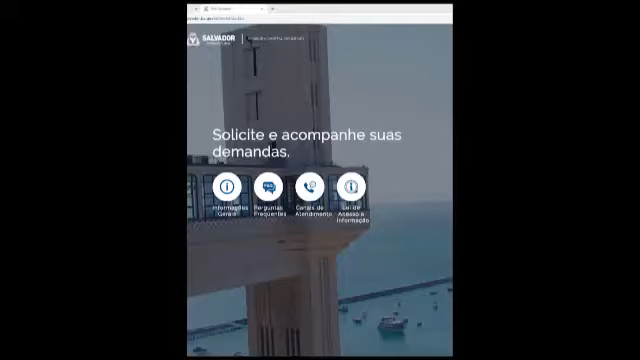 SALVADOR
Solicite e acompanhe suas
demandas.
Informações
Gerais
Perguntas
Frequentes
Canais de
Atendimento
Lei de
Acesso à
Informação